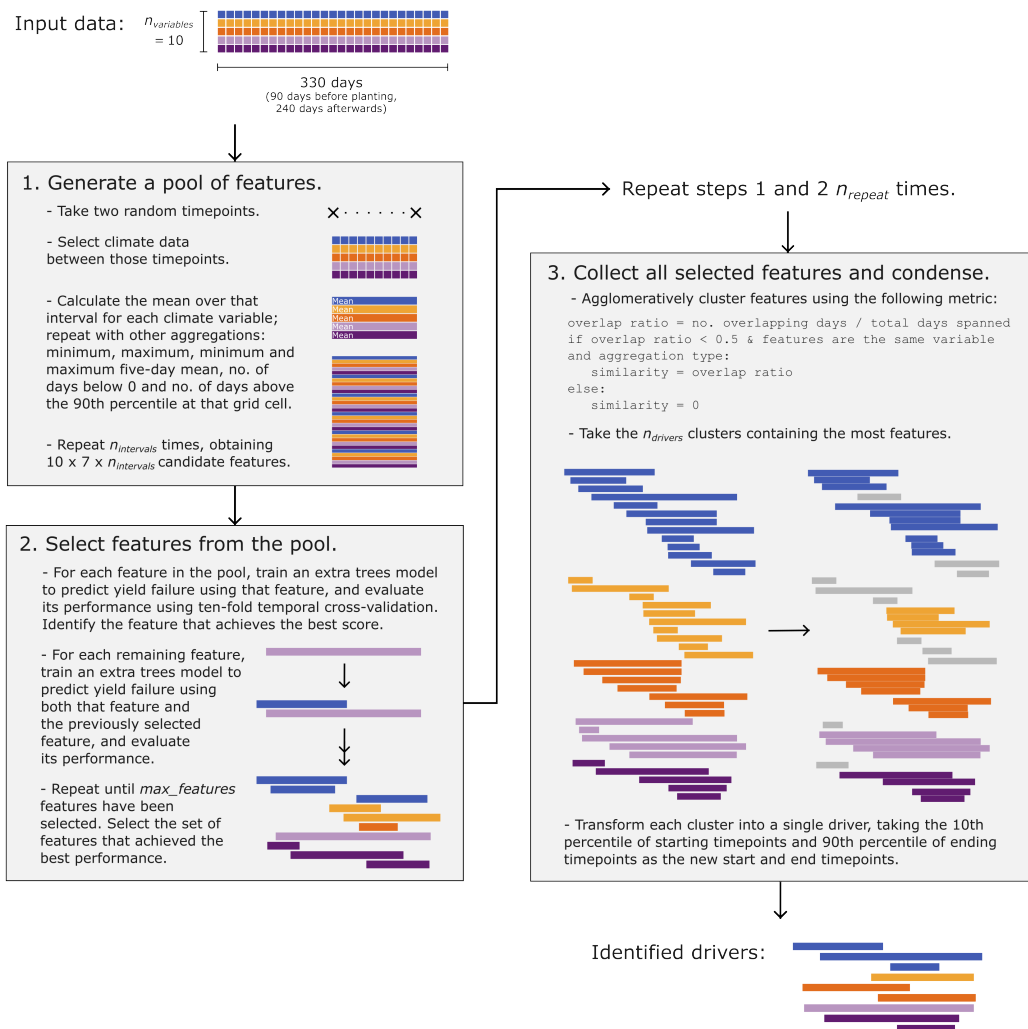 Input data:
n_variables
= 10
330 days
(90 days before planting,
240 days afterwards)
1. Generate a pool of features.
- Take two random timepoints.
- Select climate data
between those timepoints.
- Calculate the mean over that
interval for each climate variable;
repeat with other aggregations:
minimum, maximum, minimum and
maximum five-day mean, no. of
days below 0 and no. of days above
the 90th percentile at that grid cell.
Mean
Mean
Mean
Mean
Mean
- Repeat n_intervals times, obtaining
10 x 7 x n_intervals candidate features.
2. Select features from the pool.
- For each feature in the pool, train an extra trees model
to predict yield failure using that feature, and evaluate
its performance using ten-fold temporal cross-validation.
Identify the feature that achieves the best score.
- For each remaining feature,
train an extra trees model to
predict yield failure using
both that feature and
the previously selected
feature, and evaluate
its performance.
- Repeat until max_features
features have been
selected. Select the set of
features that achieved the
best performance.
Repeat steps 1 and 2 n_repeat times.
3. Collect all selected features and condense.
- Agglomeratively cluster features using the following metric:
overlap ratio = no. overlapping days / total days spanned
if overlap ratio < 0.5 & features are the same variable
and aggregation type:
similarity = overlap ratio
else:
similarity = 0
- Take the n_drivers clusters containing the most features.
- Transform each cluster into a single driver, taking the 10th
percentile of starting timepoints and 90th percentile of ending
timepoints as the new start and end timepoints.
Identified drivers: